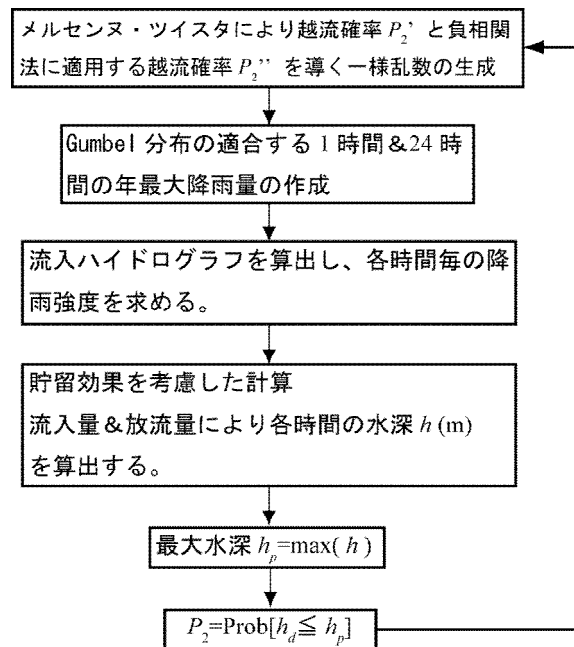 メルセンヌ・ツイスタにより越流確率 P₂’ と負相関
法に適用する越流確率 P₂’’ を導く一様乱数の生成
Gumbel 分布の適合する 1 時間&24 時
間の年最大降雨量の作成
流入ハイドログラフを算出し、各時間毎の降
雨強度を求める。
貯留効果を考慮した計算
流入量&放流量により各時間の水深 h (m)
を算出する。
最大水深 hₚ=max( h )
P₂=Prob[h_d≦ hₚ]